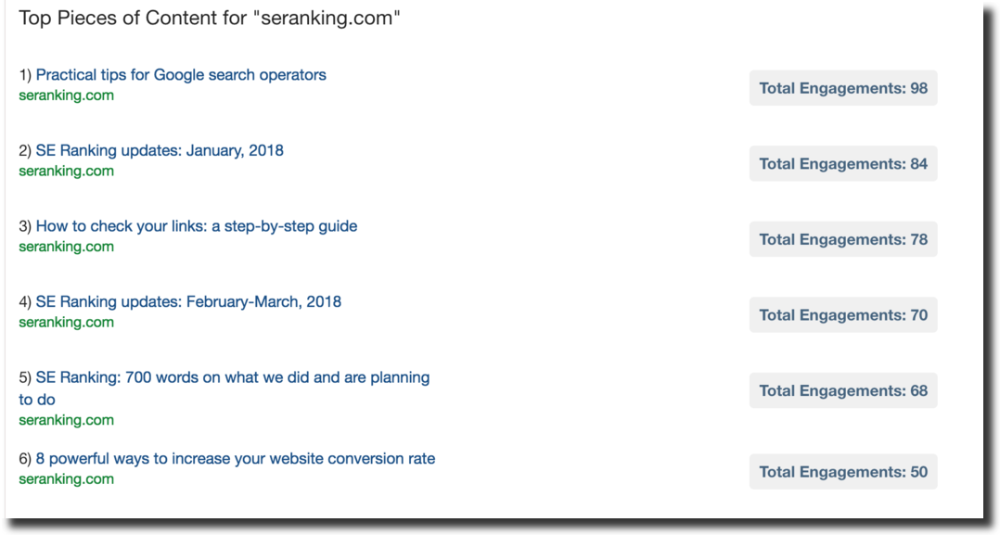 Top Pieces of Content for "seranking.com"
1) Practical tips for Google search operators
seranking.com
Total Engagements: 98
2) SE Ranking updates: January, 2018
seranking.com
Total Engagements: 84
3) How to check your links: a step-by-step guide
seranking.com
Total Engagements: 78
4) SE Ranking updates: February-March, 2018
seranking.com
Total Engagements: 70
5) SE Ranking: 700 words on what we did and are planning
to do
seranking.com
Total Engagements: 68
6) 8 powerful ways to increase your website conversion rate
seranking.com
Total Engagements: 50